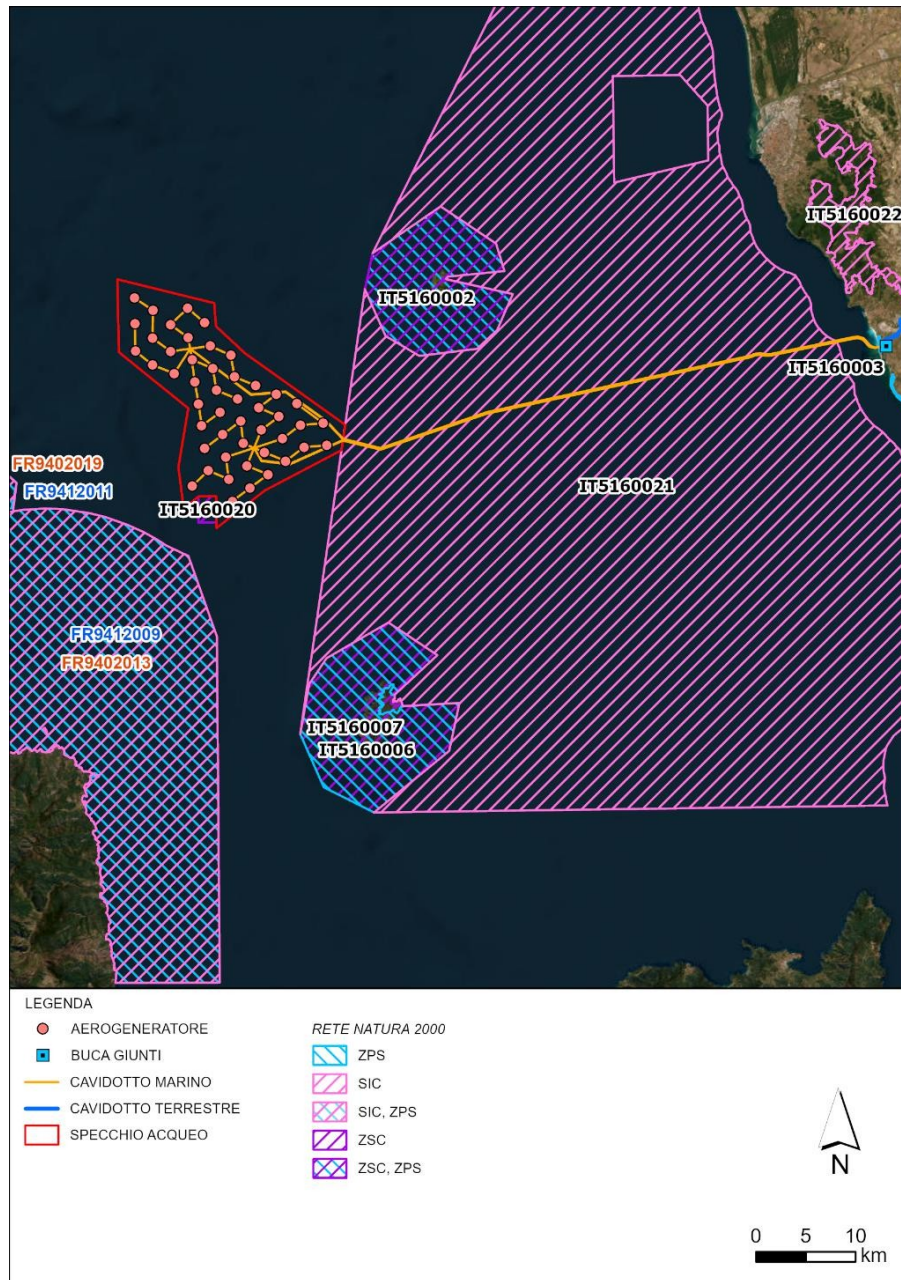 IT5160022
IT5160002
IT5160003
FR9402019
FR9412011
IT5160020
IT5160021
FR9412009
FR9402013
IT5160007
IT5160006
LEGENDA
AEROGENERATORE
BUCA GIUNTI
CAVIDOTTO MARINO
CAVIDOTTO TERRESTRE
SPECCHIO ACQUEO
RETE NATURA 2000
ZPS
SIC
SIC, ZPS
ZSC
ZSC, ZPS
N
0 5 10
km